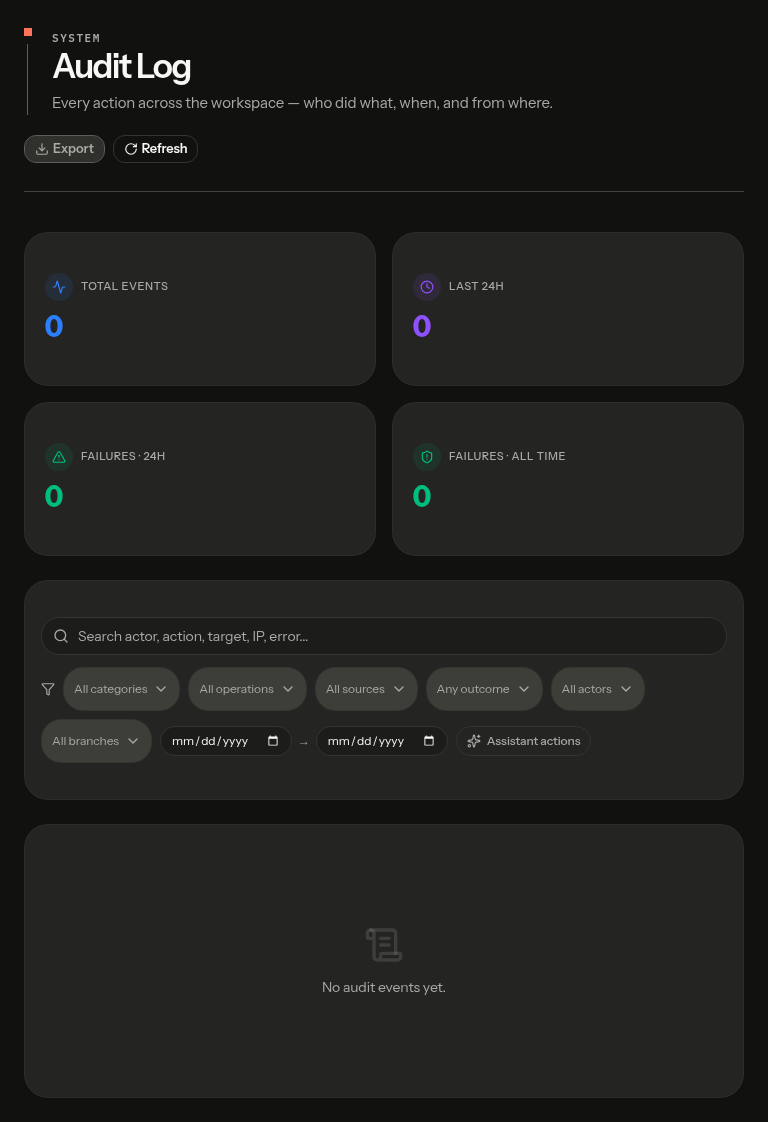 SYSTEM
Audit Log
Every action across the workspace — who did what, when, and from where.
Export
Refresh
TOTAL EVENTS
0
LAST 24H
0
FAILURES · 24H
0
FAILURES · ALL TIME
0
Search actor, action, target, IP, error...
All categories
All operations
All sources
Any outcome
All actors
All branches
mm/dd/yyyy
→
mm/dd/yyyy
Assistant actions
No audit events yet.